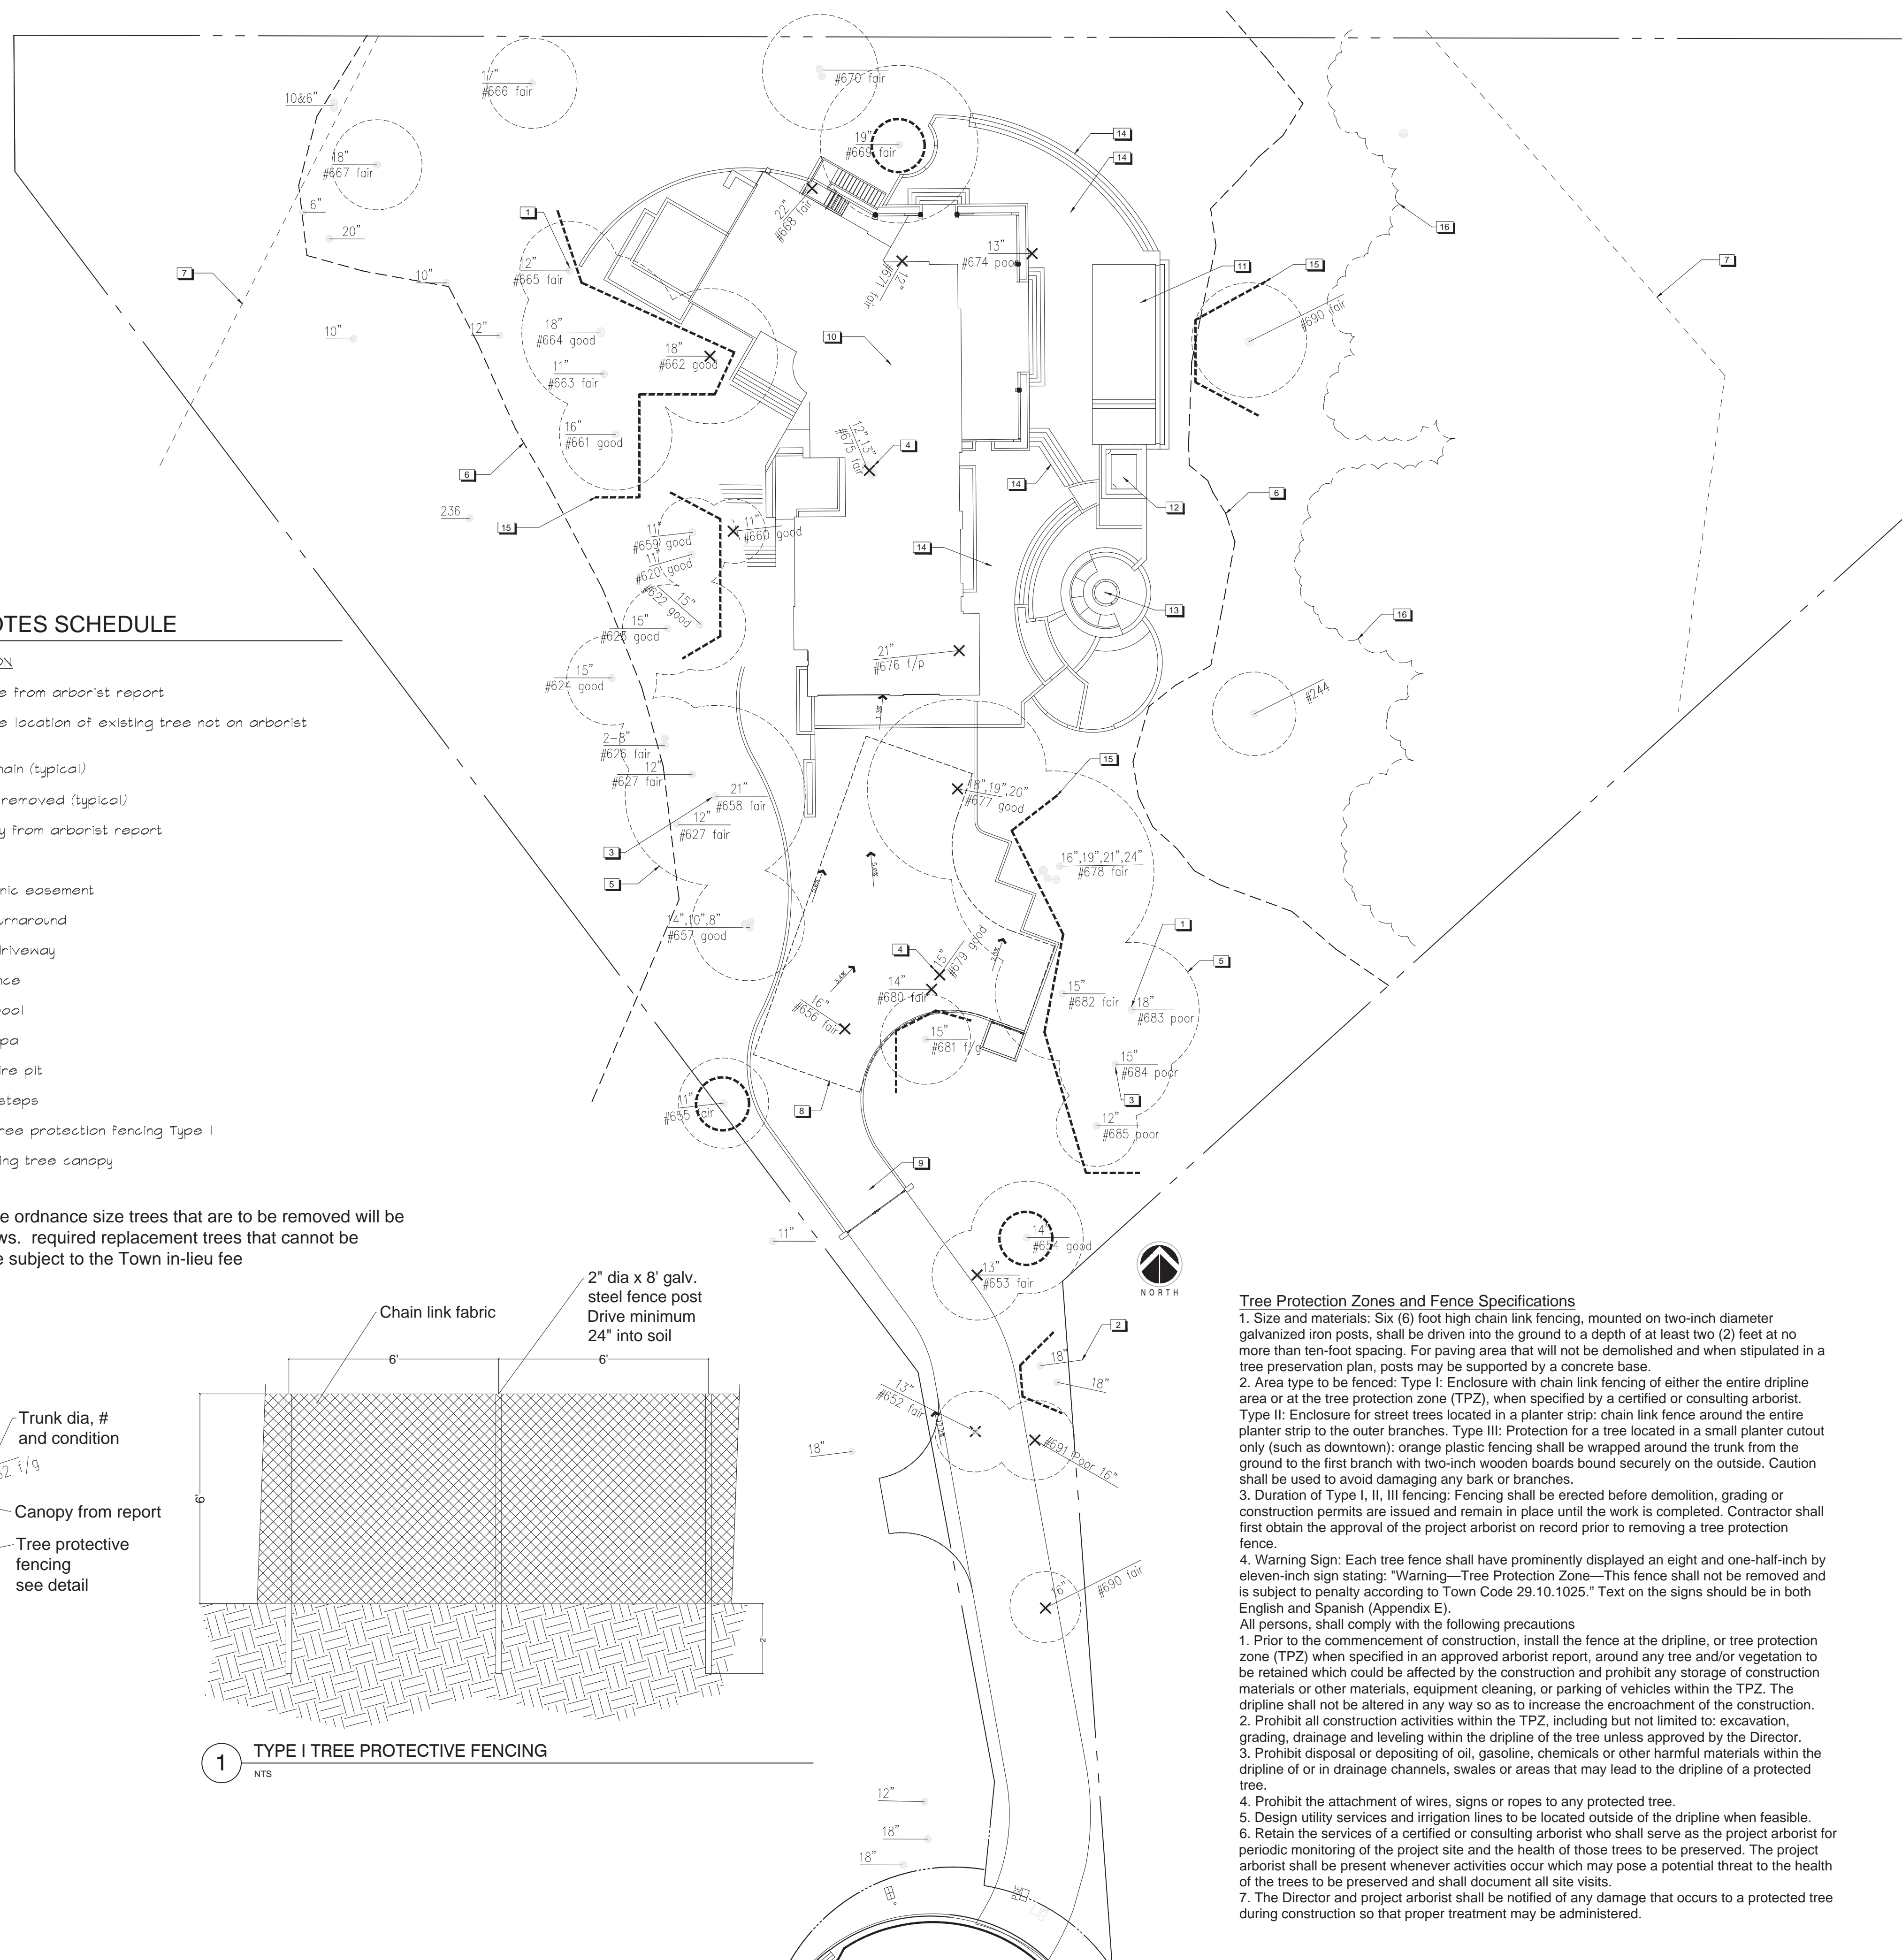 17"
#666 fair
10&6"
#670 fair
19"
#669 fair
14
14
18"
#667 fair
22"
#668 fair
6"
20"
1
16
13"
#674 poor
12"
#671 fair
12"
#665 fair
7
10"
11
15
7
#690 fair
10"
12"
18"
#664 good
18"
#662 good
10
11"
#663 fair
16"
#661 good
12",13"
#675 fair
4
6
14
6
12
236
15
11"
#659 good
11"
#660 good
11"
#620 good
14
15"
#622 good
13
16
15"
#623 good
OTES SCHEDULE
ON
e from arborist report
e location of existing tree not on arborist
nain (typical)
removed (typical)
y from arborist report
nic easement
urnaround
driveway
nce
pool
pa
ire pit
steps
ree protection fencing Type I
ing tree canopy
21"
#676 f/p
15"
#624 good
#244
2-8"
#626 fair
12"
#627 fair
15
18",19",20"
#677 good
21"
#658 fair
12"
#627 fair
3
5
5.0%
5.0%
16",19",21",24"
#678 fair
14",10",8"
#657 good
1
4
15"
#679 good
5
14"
#680 fair
15"
#682 fair
18"
#683 poor
16"
#656 fair
15"
#681 f/g
15"
#684 poor
3
11"
#655 fair
8
12"
#685 poor
9
e ordnance size trees that are to be removed will be
ws. required replacement trees that cannot be
e subject to the Town in-lieu fee
11"
14"
#654 good
13"
#653 fair
NORTH
2
18"
18"
13"
#652 fair
18"
#691 poor 16"
16"
#690 fair
Chain link fabric
2" dia x 8' galv.
steel fence post
Drive minimum
24" into soil
6'
6'
6'
2'
Trunk dia, #
and condition
62 f/g
Canopy from report
Tree protective
fencing
see detail
1
TYPE I TREE PROTECTIVE FENCING
NTS
12"
18"
18"
Tree Protection Zones and Fence Specifications
1. Size and materials: Six (6) foot high chain link fencing, mounted on two-inch diameter
galvanized iron posts, shall be driven into the ground to a depth of at least two (2) feet at no
more than ten-foot spacing. For paving area that will not be demolished and when stipulated in a
tree preservation plan, posts may be supported by a concrete base.
2. Area type to be fenced: Type I: Enclosure with chain link fencing of either the entire dripline
area or at the tree protection zone (TPZ), when specified by a certified or consulting arborist.
Type II: Enclosure for street trees located in a planter strip: chain link fence around the entire
planter strip to the outer branches. Type III: Protection for a tree located in a small planter cutout
only (such as downtown): orange plastic fencing shall be wrapped around the trunk from the
ground to the first branch with two-inch wooden boards bound securely on the outside. Caution
shall be used to avoid damaging any bark or branches.
3. Duration of Type I, II, III fencing: Fencing shall be erected before demolition, grading or
construction permits are issued and remain in place until the work is completed. Contractor shall
first obtain the approval of the project arborist on record prior to removing a tree protection
fence.
4. Warning Sign: Each tree fence shall have prominently displayed an eight and one-half-inch by
eleven-inch sign stating: "Warning—Tree Protection Zone—This fence shall not be removed and
is subject to penalty according to Town Code 29.10.1025." Text on the signs should be in both
English and Spanish (Appendix E).
All persons, shall comply with the following precautions
1. Prior to the commencement of construction, install the fence at the dripline, or tree protection
zone (TPZ) when specified in an approved arborist report, around any tree and/or vegetation to
be retained which could be affected by the construction and prohibit any storage of construction
materials or other materials, equipment cleaning, or parking of vehicles within the TPZ. The
dripline shall not be altered in any way so as to increase the encroachment of the construction.
2. Prohibit all construction activities within the TPZ, including but not limited to: excavation,
grading, drainage and leveling within the dripline of the tree unless approved by the Director.
3. Prohibit disposal or depositing of oil, gasoline, chemicals or other harmful materials within the
dripline of or in drainage channels, swales or areas that may lead to the dripline of a protected
tree.
4. Prohibit the attachment of wires, signs or ropes to any protected tree.
5. Design utility services and irrigation lines to be located outside of the dripline when feasible.
6. Retain the services of a certified or consulting arborist who shall serve as the project arborist for
periodic monitoring of the project site and the health of those trees to be preserved. The project
arborist shall be present whenever activities occur which may pose a potential threat to the health
of the trees to be preserved and shall document all site visits.
7. The Director and project arborist shall be notified of any damage that occurs to a protected tree
during construction so that proper treatment may be administered.